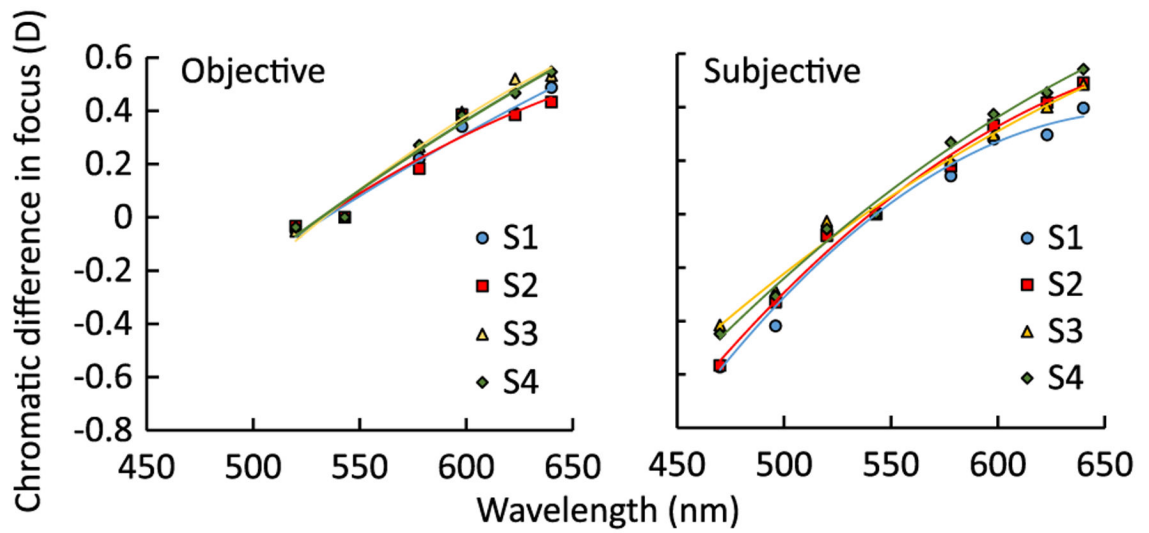 Chromatic difference in focus (D)
Objective
0.6
0.4
0.2
0
-0.2
-0.4
-0.6
-0.8
S1
S2
S3
S4
450 500 550 600 650
Subjective
S1
S2
S3
S4
450 500 550 600 650
Wavelength (nm)